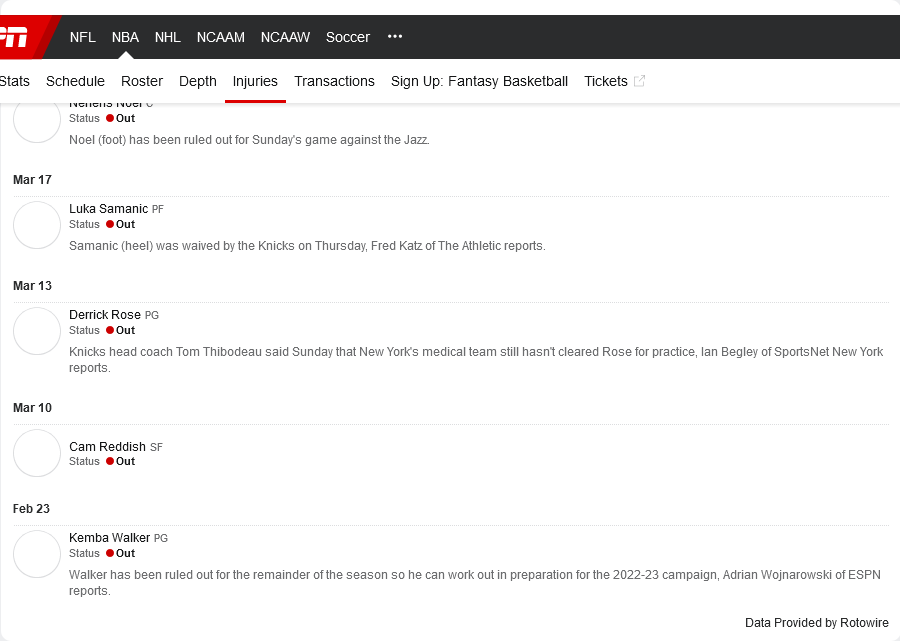 NFL NBA NHL NCAAM NCAAW Soccer •••
Stats Schedule Roster Depth Injuries Transactions Sign Up: Fantasy Basketball Tickets
Nerlens Noel C
Status Out
Noel (foot) has been ruled out for Sunday's game against the Jazz.
Mar 17
Luka Samanic PF
Status Out
Samanic (heel) was waived by the Knicks on Thursday, Fred Katz of The Athletic reports.
Mar 13
Derrick Rose PG
Status Out
Knicks head coach Tom Thibodeau said Sunday that New York's medical team still hasn't cleared Rose for practice, Ian Begley of SportsNet New York
reports.
Mar 10
Cam Reddish SF
Status Out
Feb 23
Kemba Walker PG
Status Out
Walker has been ruled out for the remainder of the season so he can work out in preparation for the 2022-23 campaign, Adrian Wojnarowski of ESPN
reports.
Data Provided by Rotowire